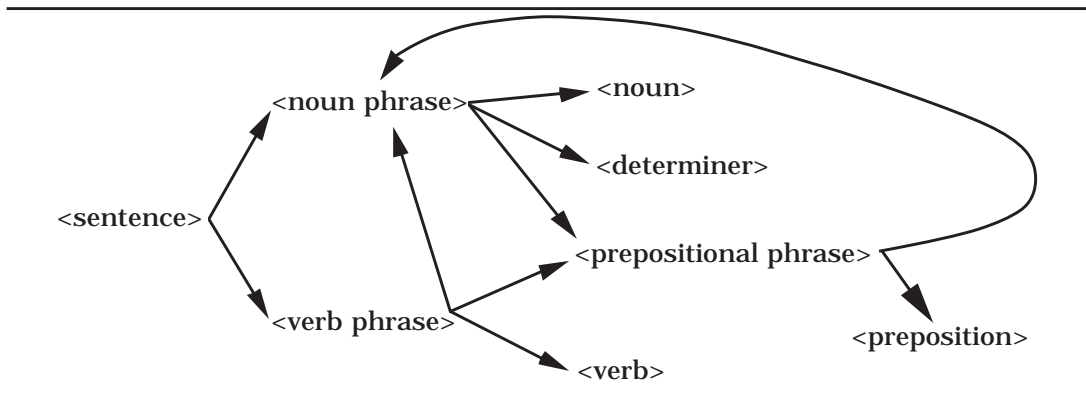 <noun phrase>
<noun>
<determiner>
<sentence>
<prepositional phrase>
<verb phrase>
<preposition>
<verb>